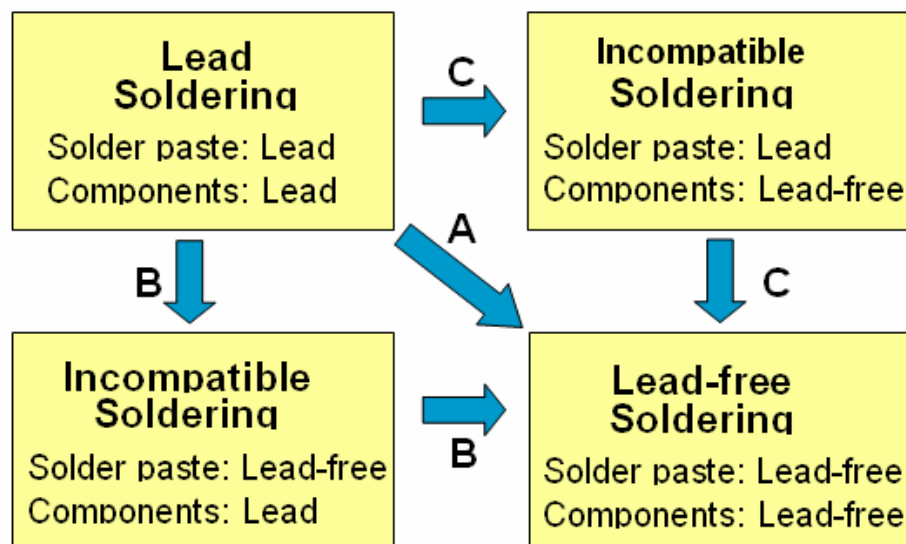 Lead
Soldering
Solder paste: Lead
Components: Lead
C
Incompatible
Soldering
Solder paste: Lead
Components: Lead-free
A
B
C
Incompatible
Soldering
Solder paste: Lead-free
Components: Lead
B
Lead-free
Soldering
Solder paste: Lead-free
Components: Lead-free